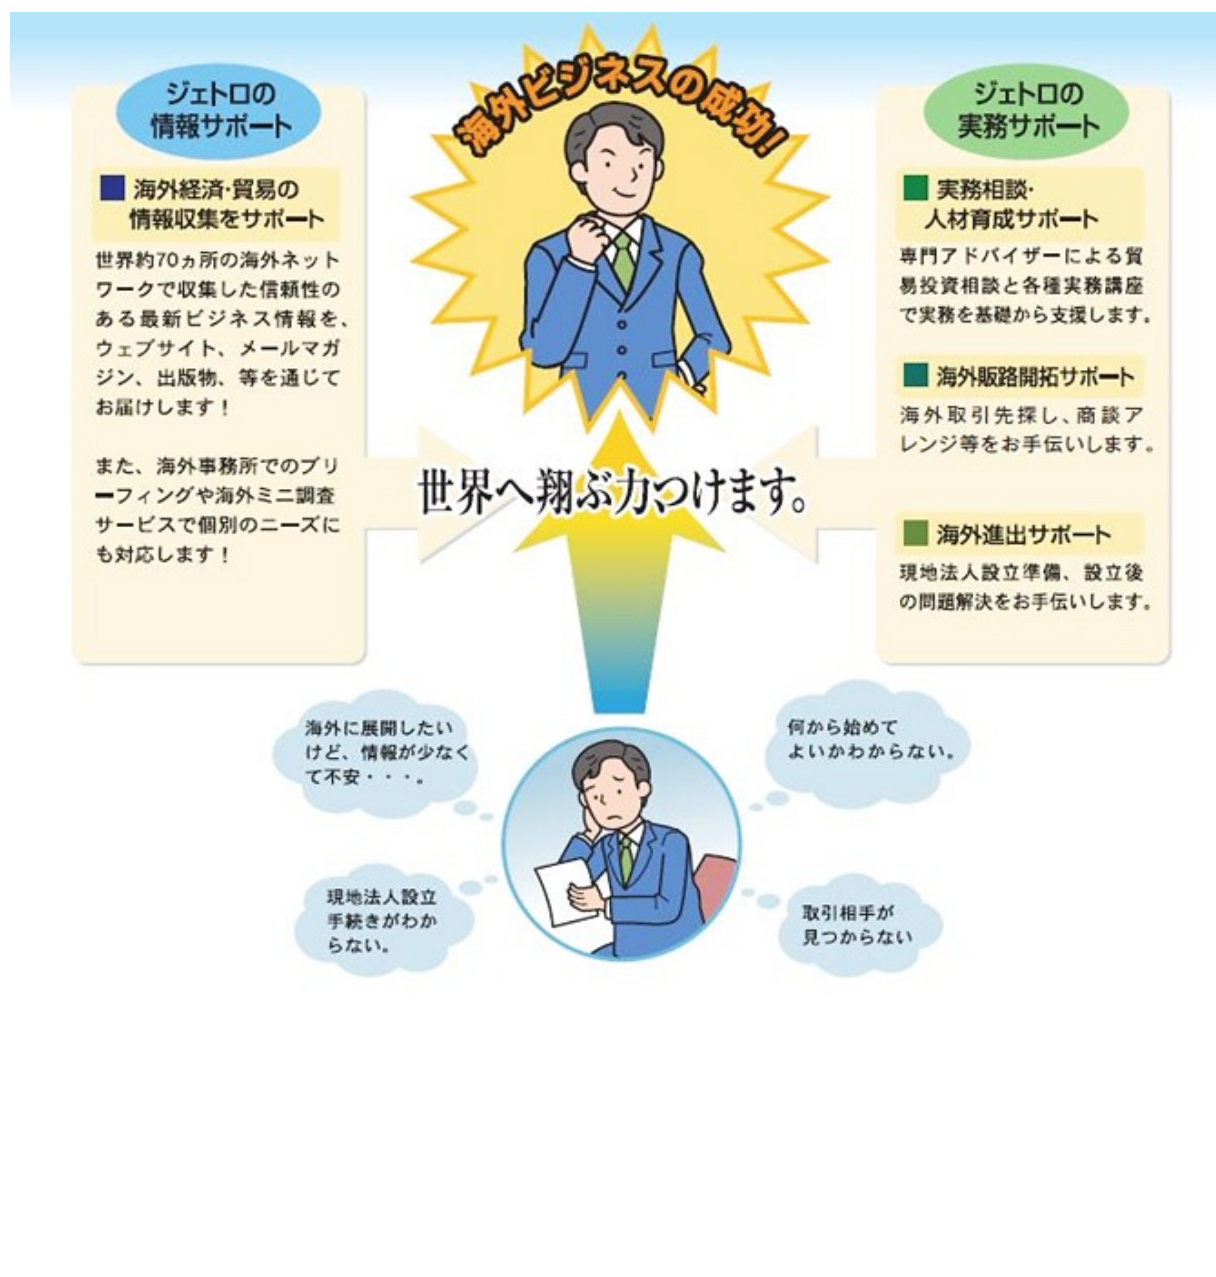 海外ビジネスの成功!
ジェトロの
情報サポート
海外経済·貿易の
情報収集をサポート
世界約70ヵ所の海外ネット
ワークで収集した信頼性の
ある最新ビジネス情報を、
ウェブサイト、メールマガ
ジン、出版物、等を通じて
お届けします！
また、海外事務所でのブリ
ーフィングや海外ミニ調査
サービスで個別のニーズに
も対応します！
ジェトロの
実務サポート
実務相談·
人材育成サポート
専門アドバイザーによる貿
易投資相談と各種実務講座
で実務を基礎から支援します。
海外販路開拓サポート
海外取引先探し、商談ア
レンジ等をお手伝いします。
海外進出サポート
現地法人設立準備、設立後
の問題解決をお手伝いします。
世界へ翔ぶ力つけます。
海外に展開したい
けど、情報が少なく
て不安・・・。
何から始めて
よいかわからない。
現地法人設立
手続きがわか
らない。
取引相手が
見つからない